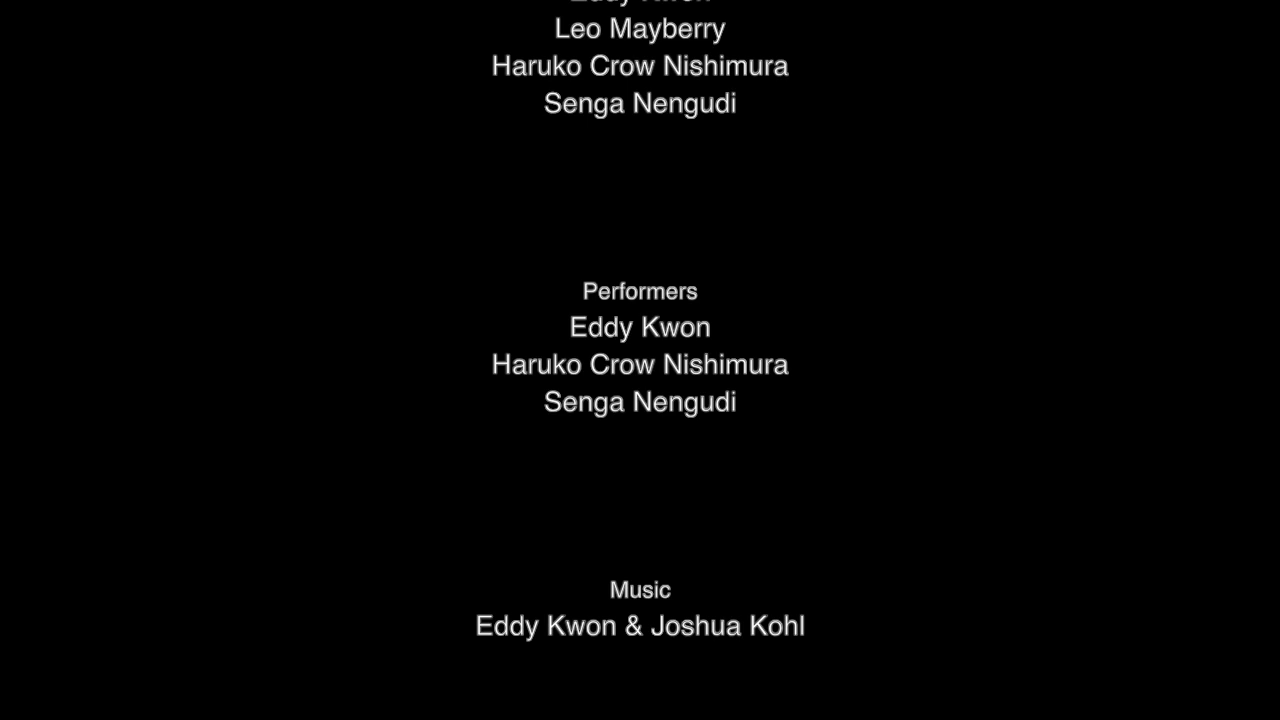 Leo Mayberry
Haruko Crow Nishimura
Senga Nengudi
Performers
Eddy Kwon
Haruko Crow Nishimura
Senga Nengudi
Music
Eddy Kwon & Joshua Kohl